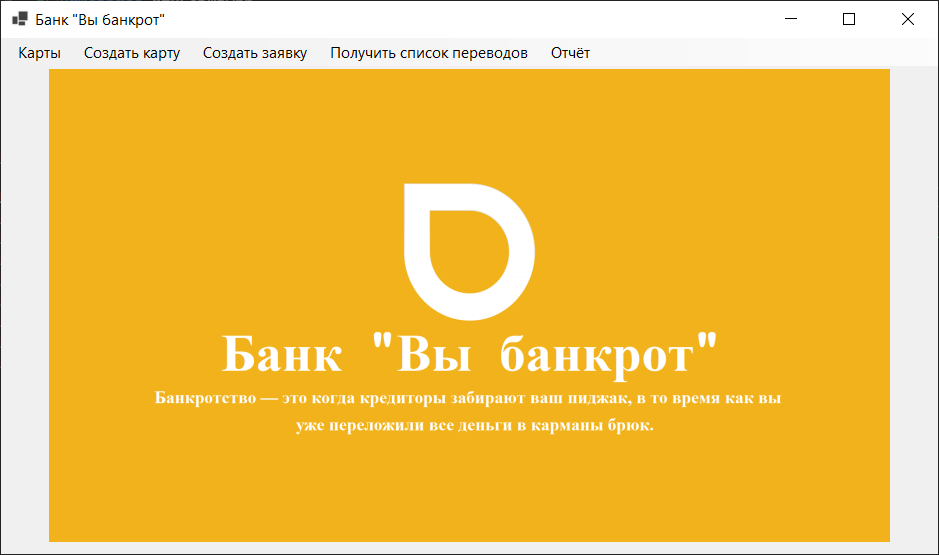 Банк "Вы банкрот"
Карты Создать карту Создать заявку Получить список переводов Отчёт
Банк "Вы банкрот"
Банкротство — это когда кредиторы забирают ваш пиджак, в то время как вы
уже переложили все деньги в карманы брюк.